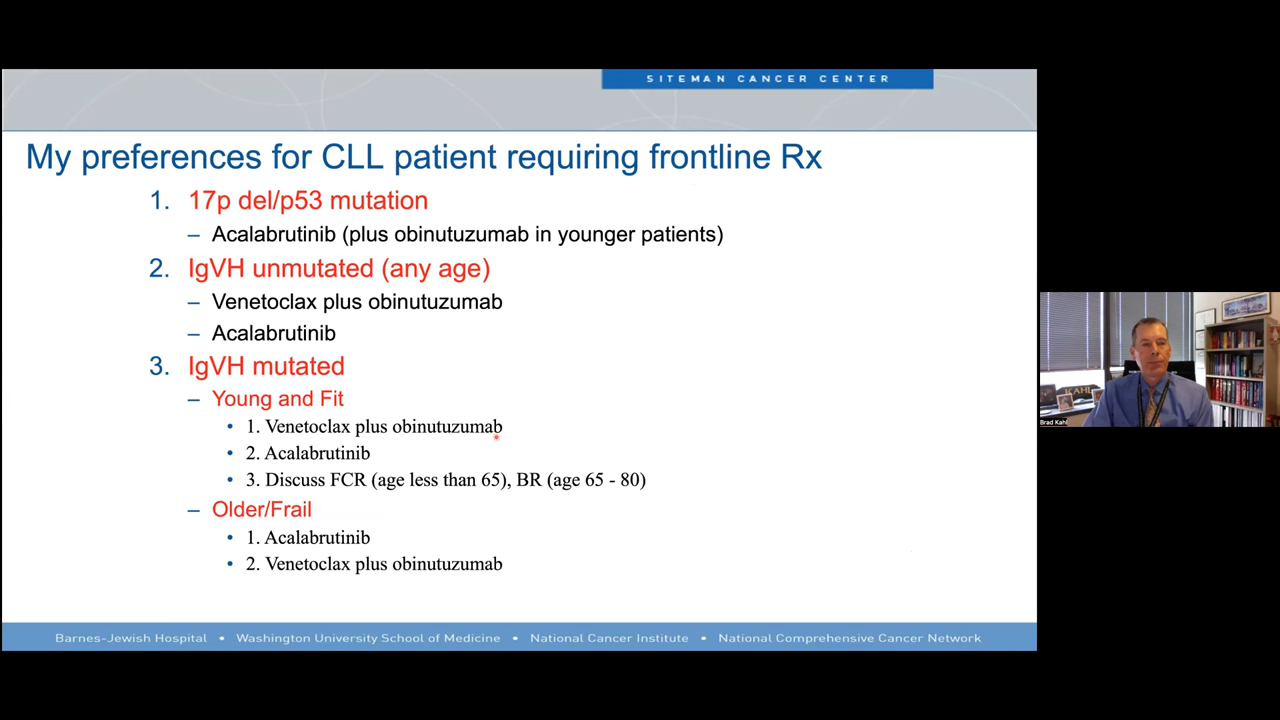 SITEMAN CANCER CENTER
My preferences for CLL patient requiring frontline Rx
1. 17p del/p53 mutation
– Acalabrutinib (plus obinutuzumab in younger patients)
2. IgVH unmutated (any age)
– Venetoclax plus obinutuzumab
– Acalabrutinib
3. IgVH mutated
– Young and Fit
• 1. Venetoclax plus obinutuzumab
• 2. Acalabrutinib
• 3. Discuss FCR (age less than 65), BR (age 65 - 80)
– Older/Frail
• 1. Acalabrutinib
• 2. Venetoclax plus obinutuzumab
Barnes-Jewish Hospital • Washington University School of Medicine • National Cancer Institute • National Comprehensive Cancer Network
KAHL
Brad Kahl